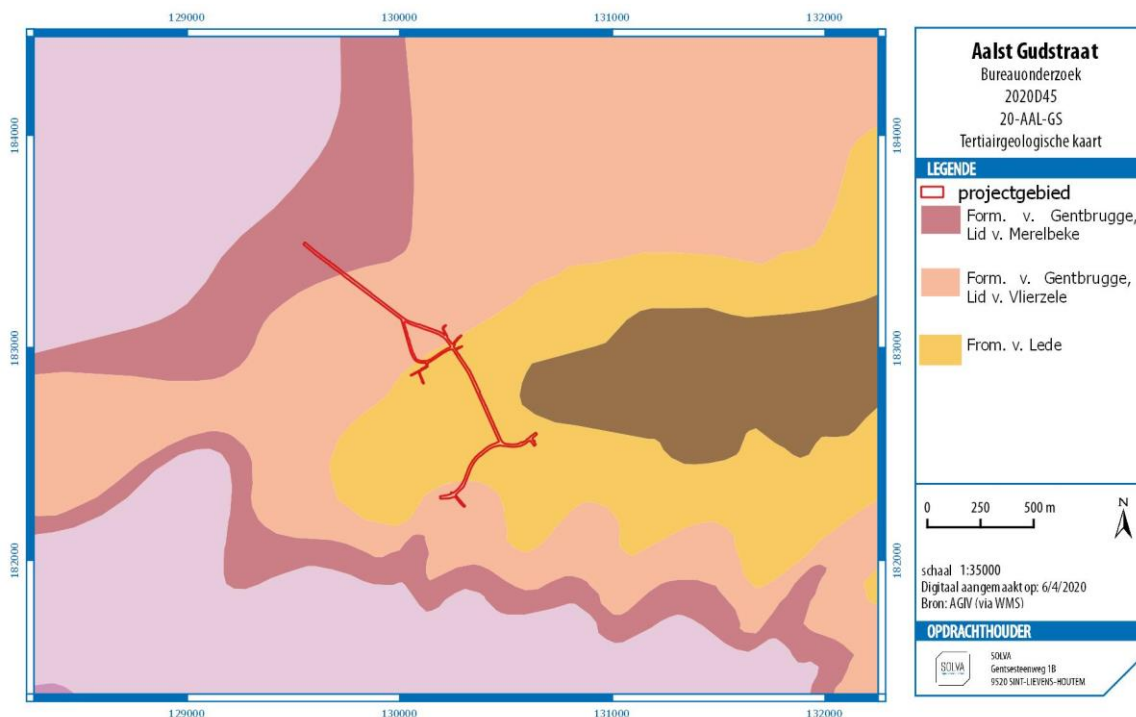 129000
130000
131000
132000
184000
183000
182000
184000
183000
182000
129000
130000
131000
132000
Aalst Gudstraat
Bureauonderzoek
2020D45
20-AAL-GS
Tertiairgeologische kaart
LEGENDE
projectgebied
Form. v. Gentbrugge,
Lid v. Merelbeke
Form. v. Gentbrugge,
Lid v. Vlierzele
From. v. Lede
0 250 500 m
N
schaal 1:35000
Digitaal aangemaakt op: 6/4/2020
Bron: AGIV (via WMS)
OPDRACHTHOUDER
SOLVA
SOLVA
Gentsesteenweg 1B
9520 SINT-LIEVENS-HOUTEM